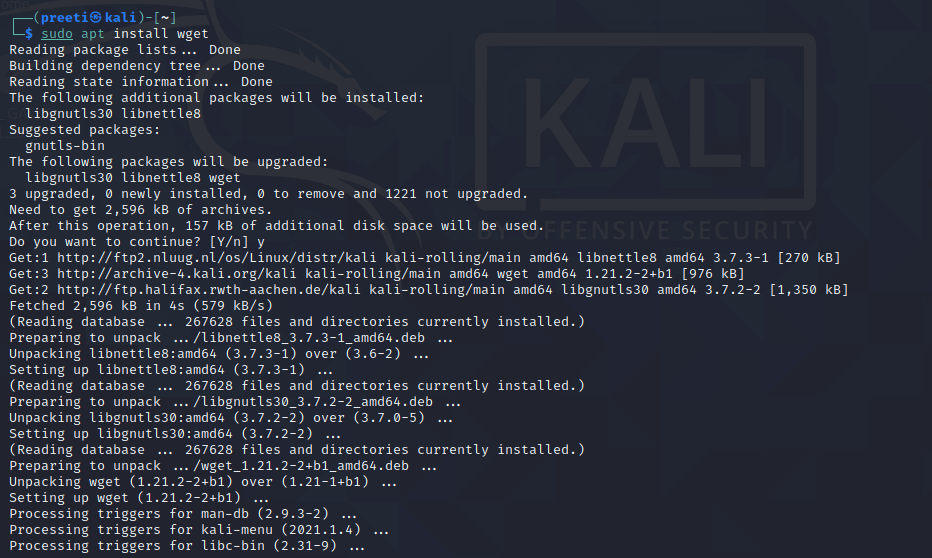 ┌──(preeti㉿kali)-[~]
└─$ sudo apt install wget
Reading package lists... Done
Building dependency tree... Done
Reading state information... Done
The following additional packages will be installed:
  libgnutls30 libnettle8
Suggested packages:
  gnutls-bin
The following packages will be upgraded:
  libgnutls30 libnettle8 wget
3 upgraded, 0 newly installed, 0 to remove and 1221 not upgraded.
Need to get 2,596 kB of archives.
After this operation, 157 kB of additional disk space will be used.
Do you want to continue? [Y/n] y
Get:1 http://ftp2.nluug.nl/os/Linux/distr/kali kali-rolling/main amd64 libnettle8 amd64 3.7.3-1 [270 kB]
Get:3 http://archive-4.kali.org/kali kali-rolling/main amd64 wget amd64 1.21.2-2+b1 [976 kB]
Get:2 http://ftp.halifax.rwth-aachen.de/kali kali-rolling/main amd64 libgnutls30 amd64 3.7.2-2 [1,350 kB]
Fetched 2,596 kB in 4s (579 kB/s)
(Reading database ... 267628 files and directories currently installed.)
Preparing to unpack .../libnettle8_3.7.3-1_amd64.deb ...
Unpacking libnettle8:amd64 (3.7.3-1) over (3.6-2) ...
Setting up libnettle8:amd64 (3.7.3-1) ...
(Reading database ... 267628 files and directories currently installed.)
Preparing to unpack .../libgnutls30_3.7.2-2_amd64.deb ...
Unpacking libgnutls30:amd64 (3.7.2-2) over (3.7.0-5) ...
Setting up libgnutls30:amd64 (3.7.2-2) ...
(Reading database ... 267628 files and directories currently installed.)
Preparing to unpack .../wget_1.21.2-2+b1_amd64.deb ...
Unpacking wget (1.21.2-2+b1) over (1.21-1+b1) ...
Setting up wget (1.21.2-2+b1) ...
Processing triggers for man-db (2.9.3-2) ...
Processing triggers for kali-menu (2021.1.4) ...
Processing triggers for libc-bin (2.31-9) ...
KALI
BY OFFENSIVE SECURITY